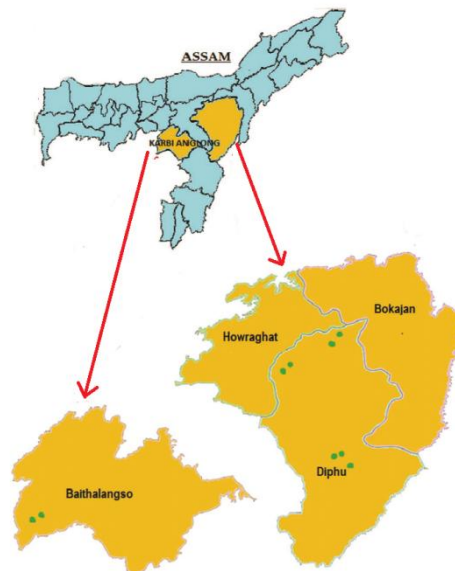 ASSAM
KARBI ANGLONG
Bokajan
Howraghat
Diphu
Baithalangso